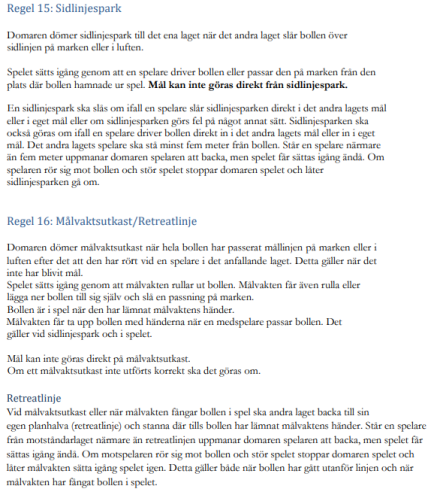 Regel 15: Sidlinjespark
Domaren dömer sidlinjespark till det ena laget när det andra laget slår bollen över
sidlinjen på marken eller i luften.
Spelet sätts igång genom att en spelare driver bollen eller passar den på marken från den
plats där bollen hamnade ur spel. Mål kan inte göras direkt från sidlinjespark.
En sidlinjespark ska slås om ifall en spelare slår sidlinjesparken direkt i det andra lagets mål
eller i eget mål eller om sidlinjesparken görs fel på något annat sätt. Sidlinjesparken ska
också göras om ifall en spelare driver bollen direkt in i det andra lagets mål eller in i eget
mål. Det andra lagets spelare ska stå minst fem meter från bollen. Står en spelare närmare
än fem meter uppmanar domaren spelaren att backa, men spelet får sättas igång ändå. Om
spelaren rör sig mot bollen och stör spelet stoppar domaren spelet och låter
sidlinjesparken gå om.
Regel 16: Målvaktsutkast/Retreatlinje
Domaren dömer målvaktsutkast när hela bollen har passerat mållinjen på marken eller i
luften efter det att den har rört vid en spelare i det anfallande laget. Detta gäller när det
inte har blivit mål.
Spelet sätts igång genom att målvakten rullar ut bollen. Målvakten får även rulla eller
lägga ner bollen till sig själv och slå en passning på marken.
Bollen är i spel när den har lämnat målvaktens händer.
Målvakten får ta upp bollen med händerna när en medspelare passar bollen. Det
gäller vid sidlinjespark och i spelet.
Mål kan inte göras direkt på målvaktsutkast.
Om ett målvaktsutkast inte utförts korrekt ska det göras om.
Retreatlinje
Vid målvaktsutkast eller när målvakten fångar bollen i spel ska andra laget backa till sin
egen planhalva (retreatlinje) och stanna där tills bollen har lämnat målvaktens händer. Står en spelare
från motståndarlaget närmare än retreatlinjen uppmanar domaren spelaren att backa, men spelet får
sättas igång ändå. Om motspelaren rör sig mot bollen och stör spelet stoppar domaren spelet och
låter målvakten sätta igång spelet igen. Detta gäller både när bollen har gått utanför linjen och när
målvakten har fångat bollen i spelet.